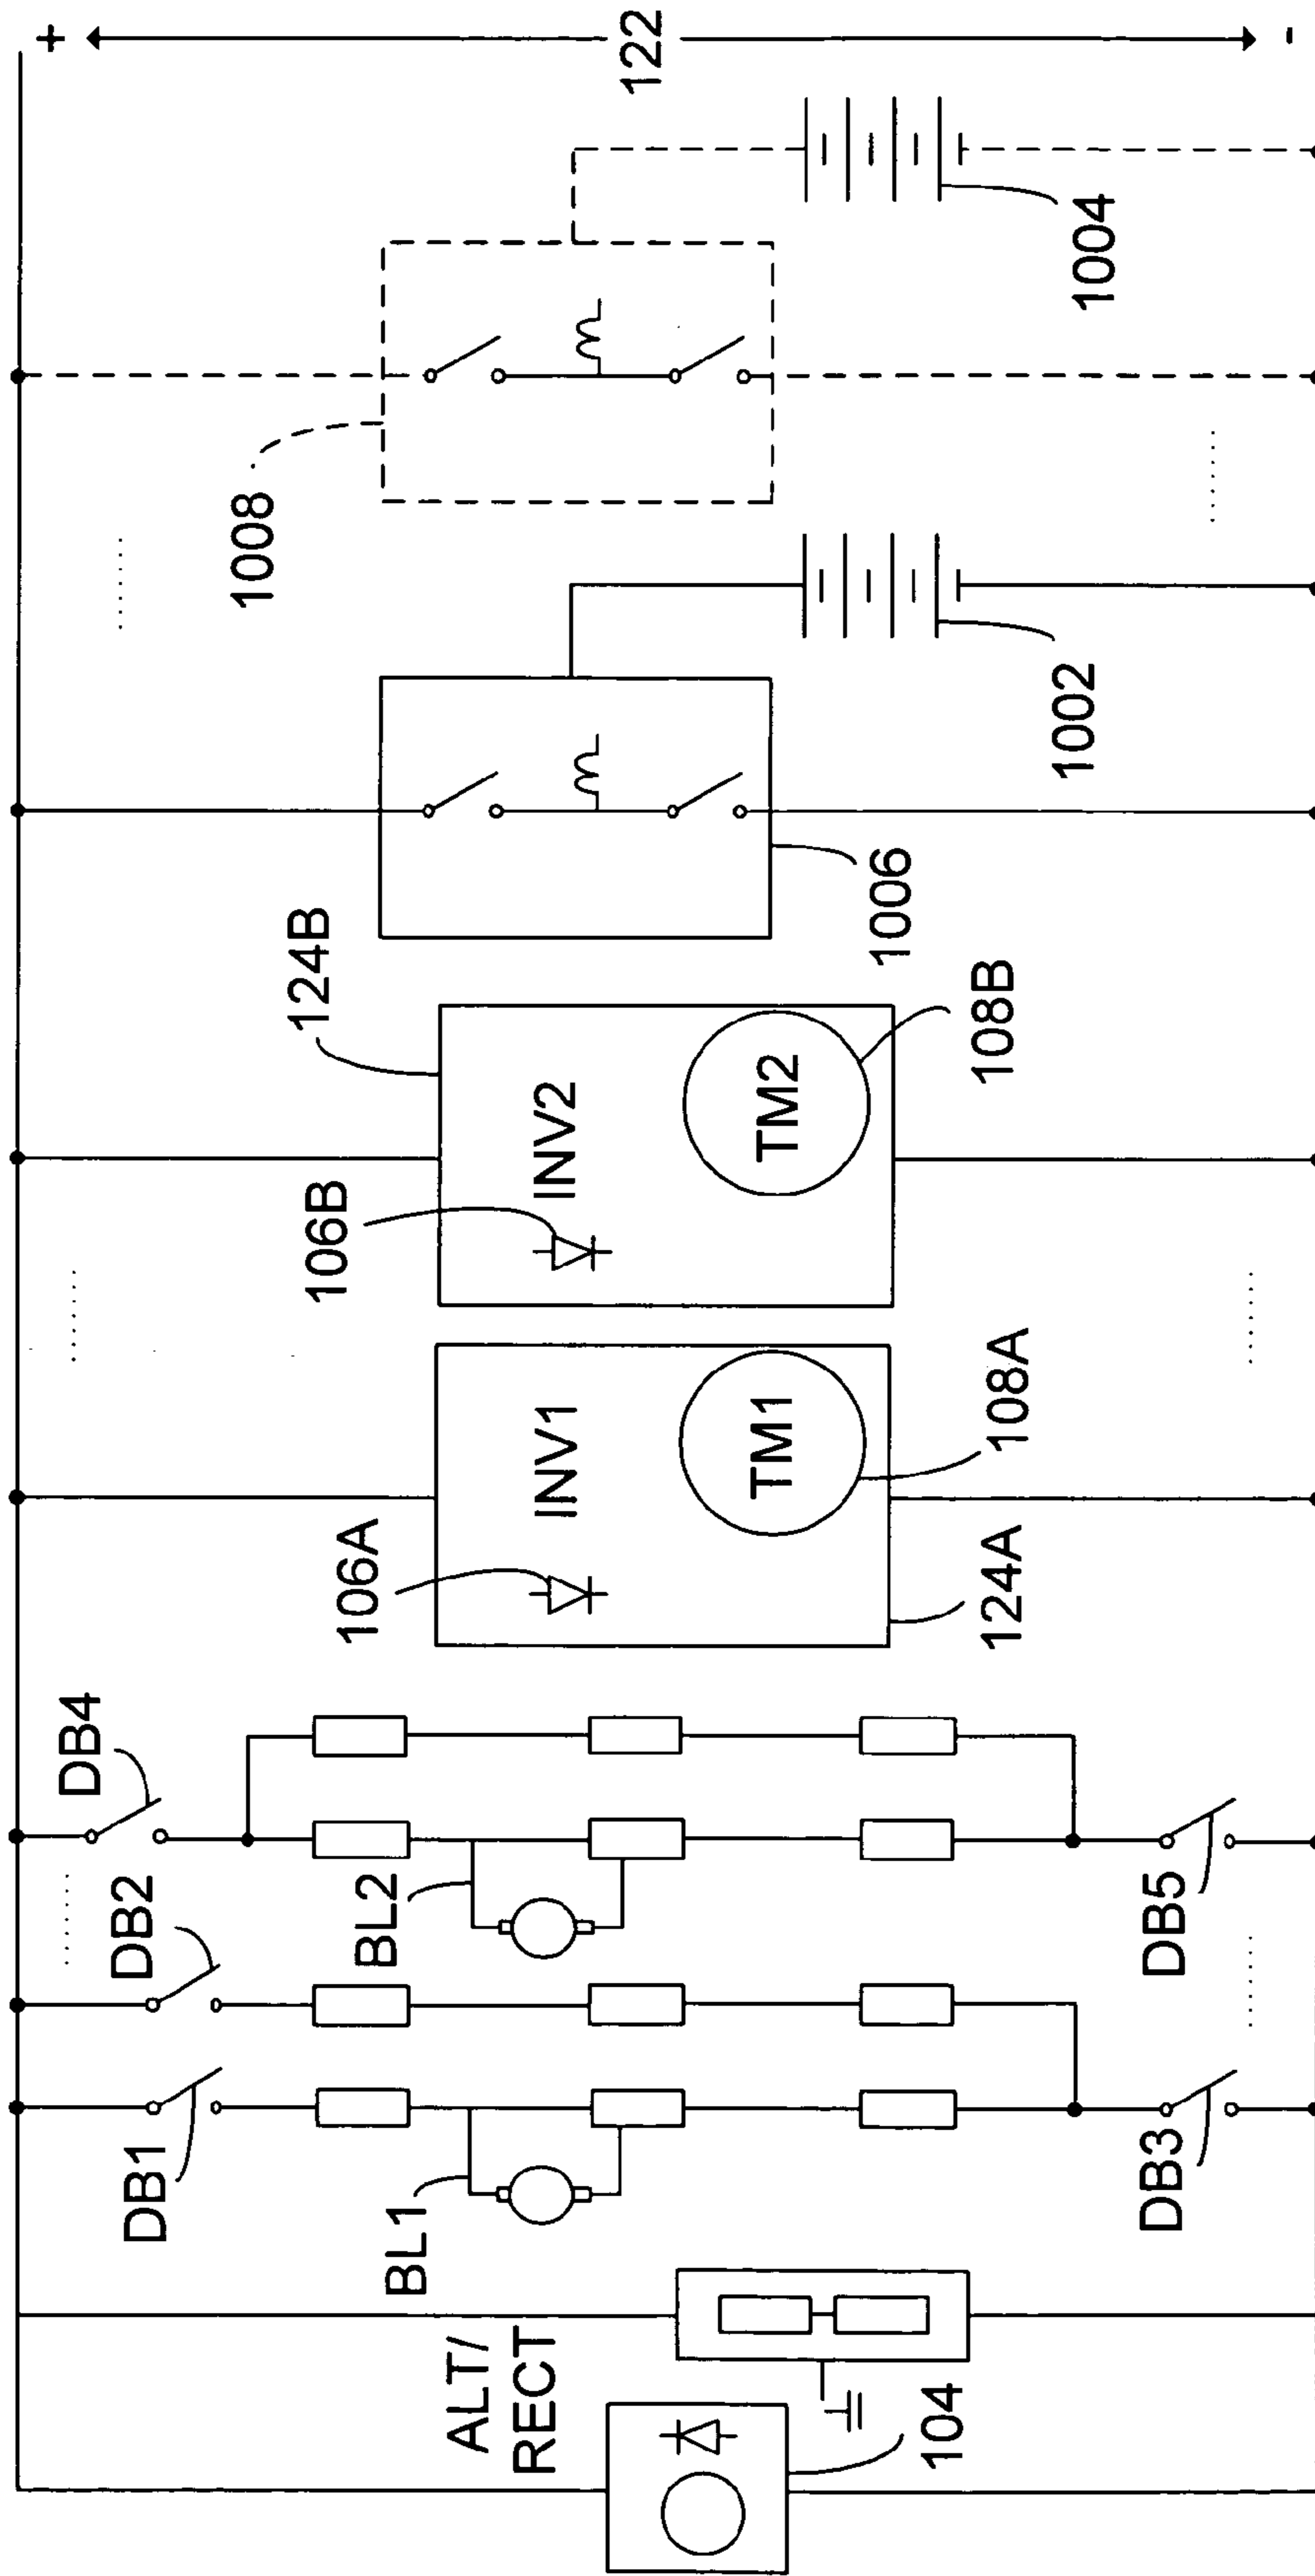 +
122
-
1004
1008
1002
1006
124B
INV2
TM2
108B
106B
INV1
TM1
108A
106A
124A
DB4
DB2
BL2
DB5
DB1
BL1
DB3
ALT/
RECT
104